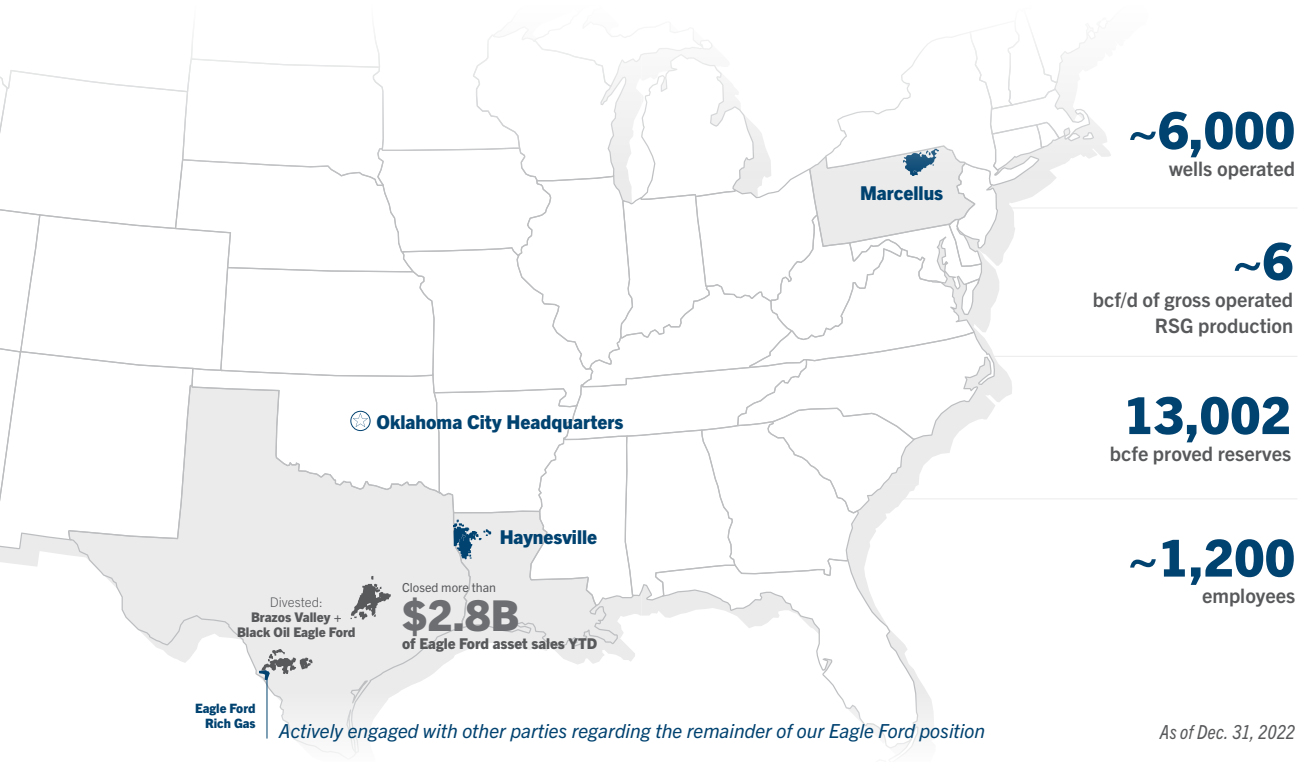 ~6,000
wells operated
Marcellus
~6
bcf/d of gross operated
RSG production
13,002
bcfe proved reserves
Oklahoma City Headquarters
Haynesville
~1,200
employees
Closed more than
$2.8B
of Eagle Ford asset sales YTD
Divested:
Brazos Valley +
Black Oil Eagle Ford
Eagle Ford
Rich Gas
Actively engaged with other parties regarding the remainder of our Eagle Ford position
As of Dec. 31, 2022